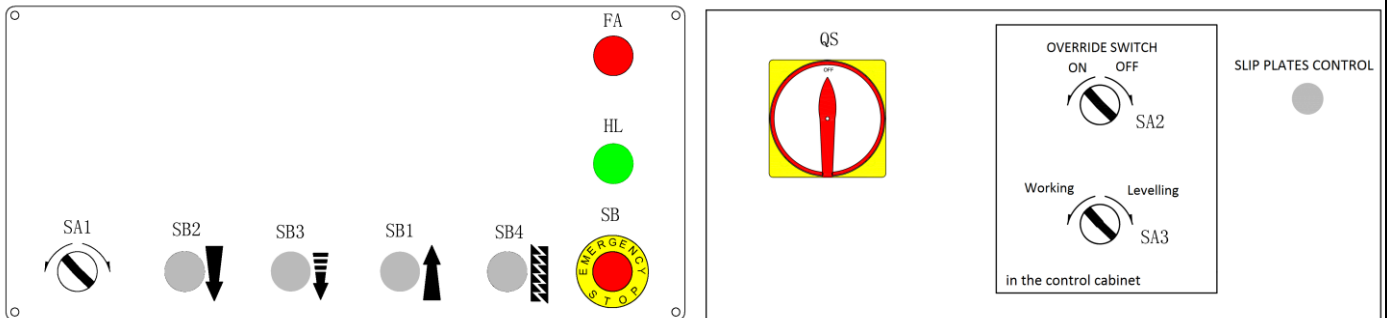 FA
HL
SB
EMERGENCY
STOP
SA1
SB2
SB3
SB1
SB4
QS
OFF
OVERRIDE SWITCH
ON OFF
SA2
Working Levelling
SA3
in the control cabinet
SLIP PLATES CONTROL